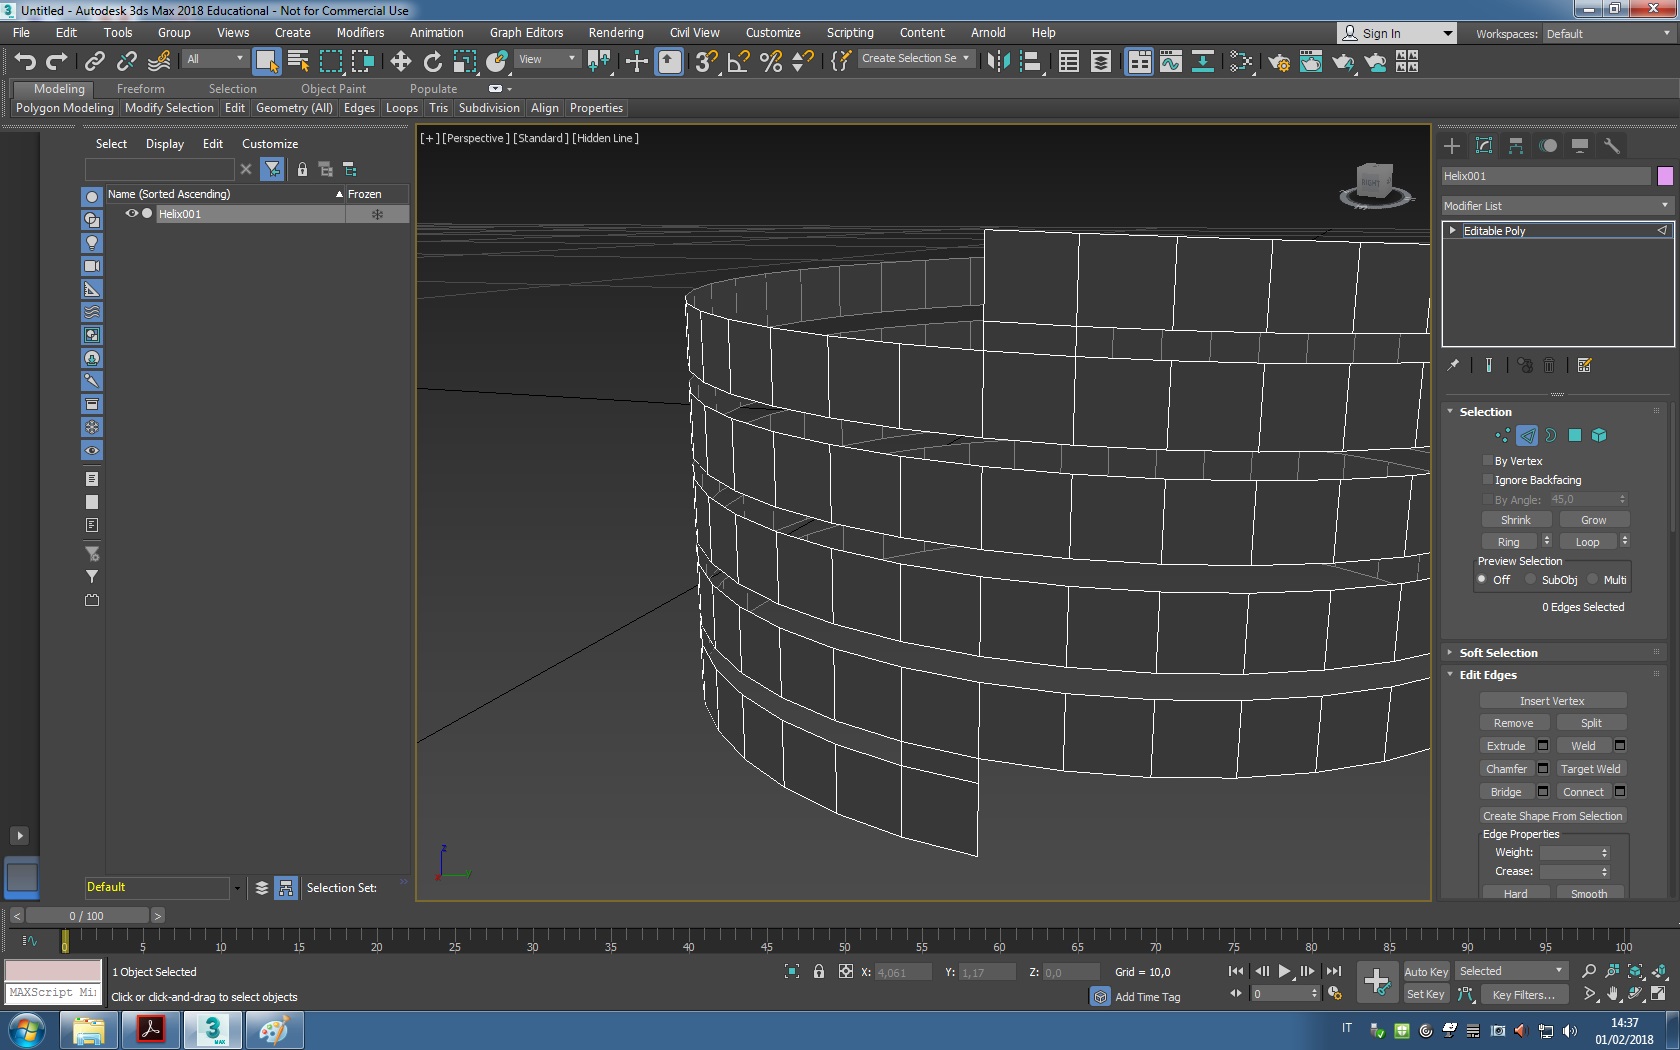 Untitled - Autodesk 3ds Max 2018 Educational - Not for Commercial Use
File Edit Tools Group Views Create Modifiers Animation Graph Editors Rendering Civil View Customize Scripting Content Arnold Help
Sign In
Workspaces: Default
All
View
Create Selection Se
Modeling Freeform Selection Object Paint Populate
Polygon Modeling Modify Selection Edit Geometry (All) Edges Loops Tris Subdivision Align Properties
Select Display Edit Customize
Name (Sorted Ascending) Frozen
Helix001
Default
Selection Set:
[+] [Perspective ] [Standard ] [Hidden Line ]
RIGHT
z
x
y
Helix001
Modifier List
Editable Poly
Selection
By Vertex
Ignore Backfacing
By Angle: 45,0
Shrink Grow
Ring Loop
Preview Selection
Off SubObj Multi
0 Edges Selected
Soft Selection
Edit Edges
Insert Vertex
Remove Split
Extrude Weld
Chamfer Target Weld
Bridge Connect
Create Shape From Selection
Edge Properties
Weight:
Crease:
Hard Smooth
< 0 / 100 >
0 5 10 15 20 25 30 35 40 45 50 55 60 65 70 75 80 85 90 95 100
1 Object Selected
X: 4,061 Y: 1,17 Z: 0,0 Grid = 10,0
Auto Key Selected
MAXScript Mi
Click or click-and-drag to select objects
Add Time Tag
0
Set Key Key Filters...
3
MAX
IT
14:37
01/02/2018